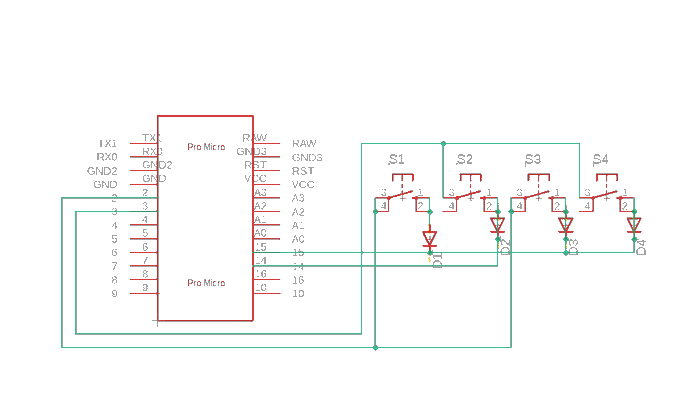 TX1 TX1 Pro Micro RAW RAW
RX0 RX0 GND3 GND3
GND2 GND2 RST RST
GND GND VCC VCC
2 2 A3 A3
3 3 A2 A2
4 4 A1 A1
5 5 A0 A0
6 6 15 15
7 7 14 14
8 8 16 16
9 9 Pro Micro 10 10
S1 S2 S3 S4
3 1 3 1 3 1 3 1
4 2 4 2 4 2 4 2
D1 D2 D3 D4